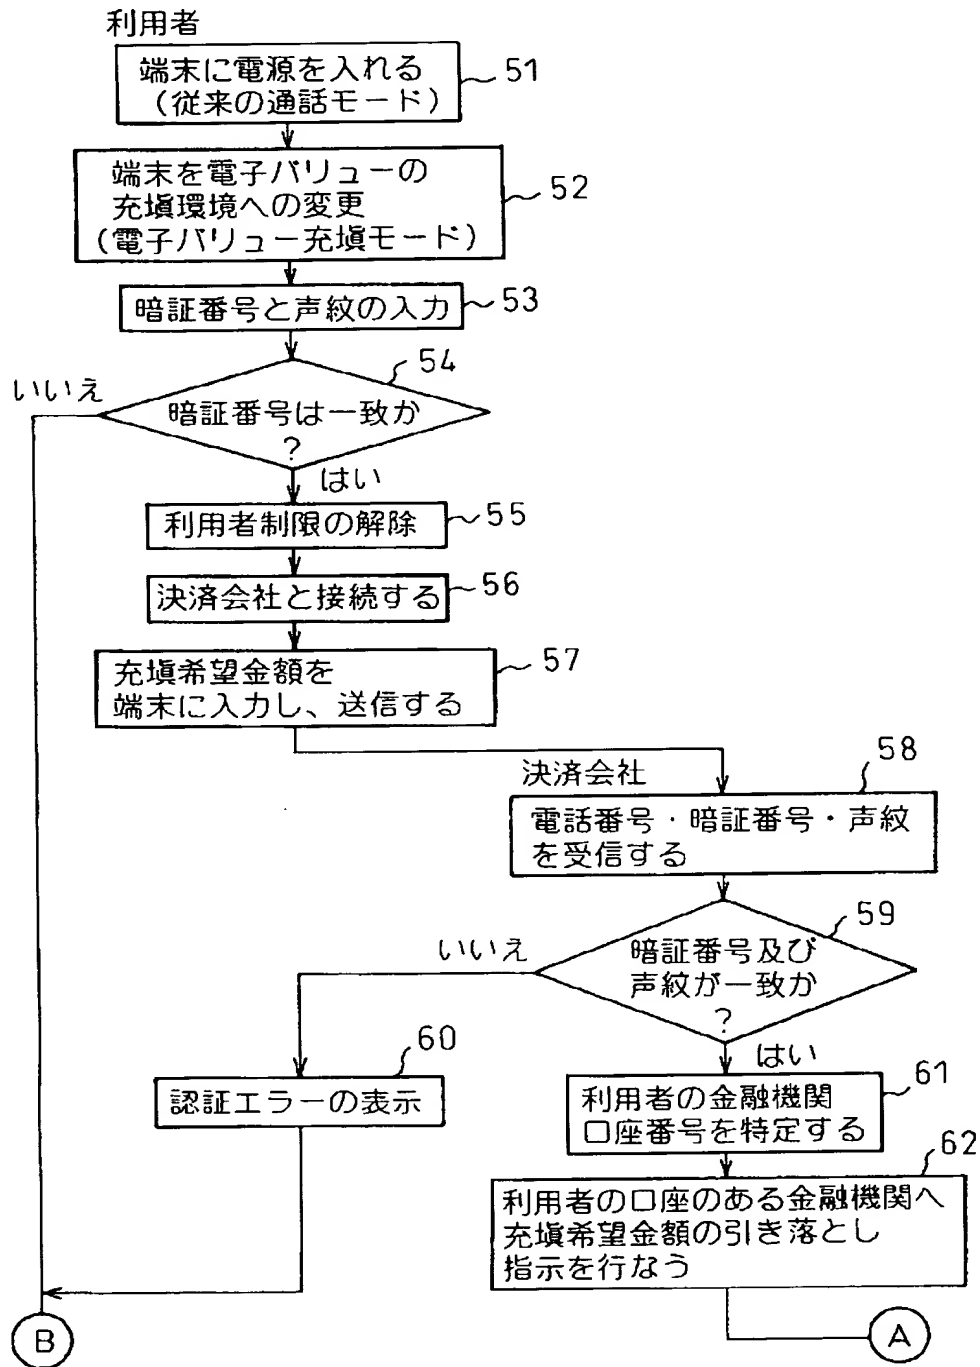 利用者
端末に電源を入れる
(従来の通話モード)
51
端末を電子バリューの
充塡環境への変更
(電子バリュー充塡モード)
52
暗証番号と声紋の入力
53
54
いいえ
暗証番号は一致か
?
はい
利用者制限の解除
55
決済会社と接続する
56
充塡希望金額を
端末に入力し、送信する
57
決済会社
58
電話番号・暗証番号・声紋
を受信する
59
いいえ
暗証番号及び
声紋が一致か
?
はい
60
認証エラーの表示
61
利用者の金融機関
口座番号を特定する
62
利用者の口座のある金融機関へ
充塡希望金額の引き落とし
指示を行なう
B
A